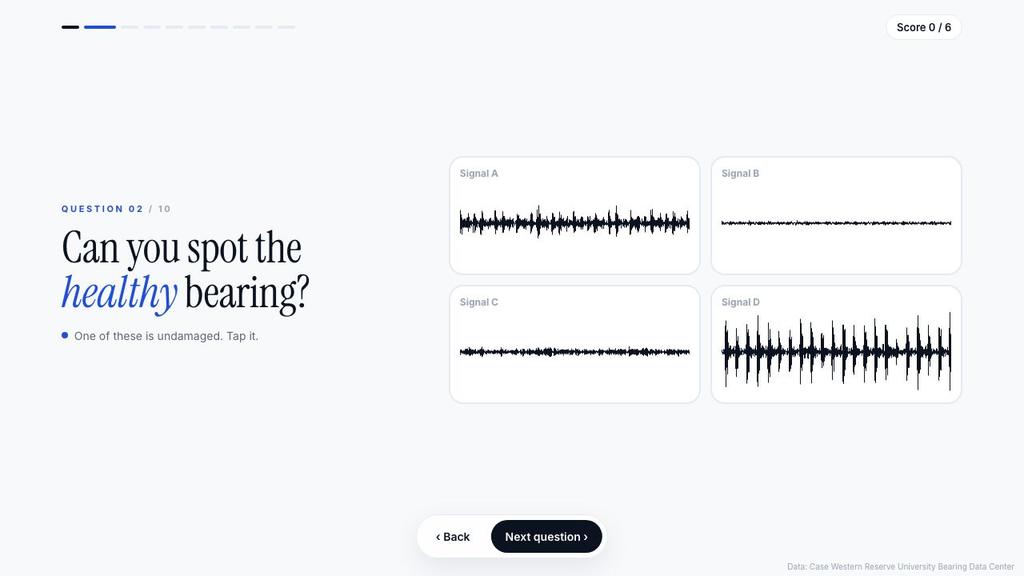 Score 0 / 6
QUESTION 02 / 10
Can you spot the
healthy bearing?
One of these is undamaged. Tap it.
Signal A
Signal B
Signal C
Signal D
‹ Back
Next question ›
Data: Case Western Reserve University Bearing Data Center